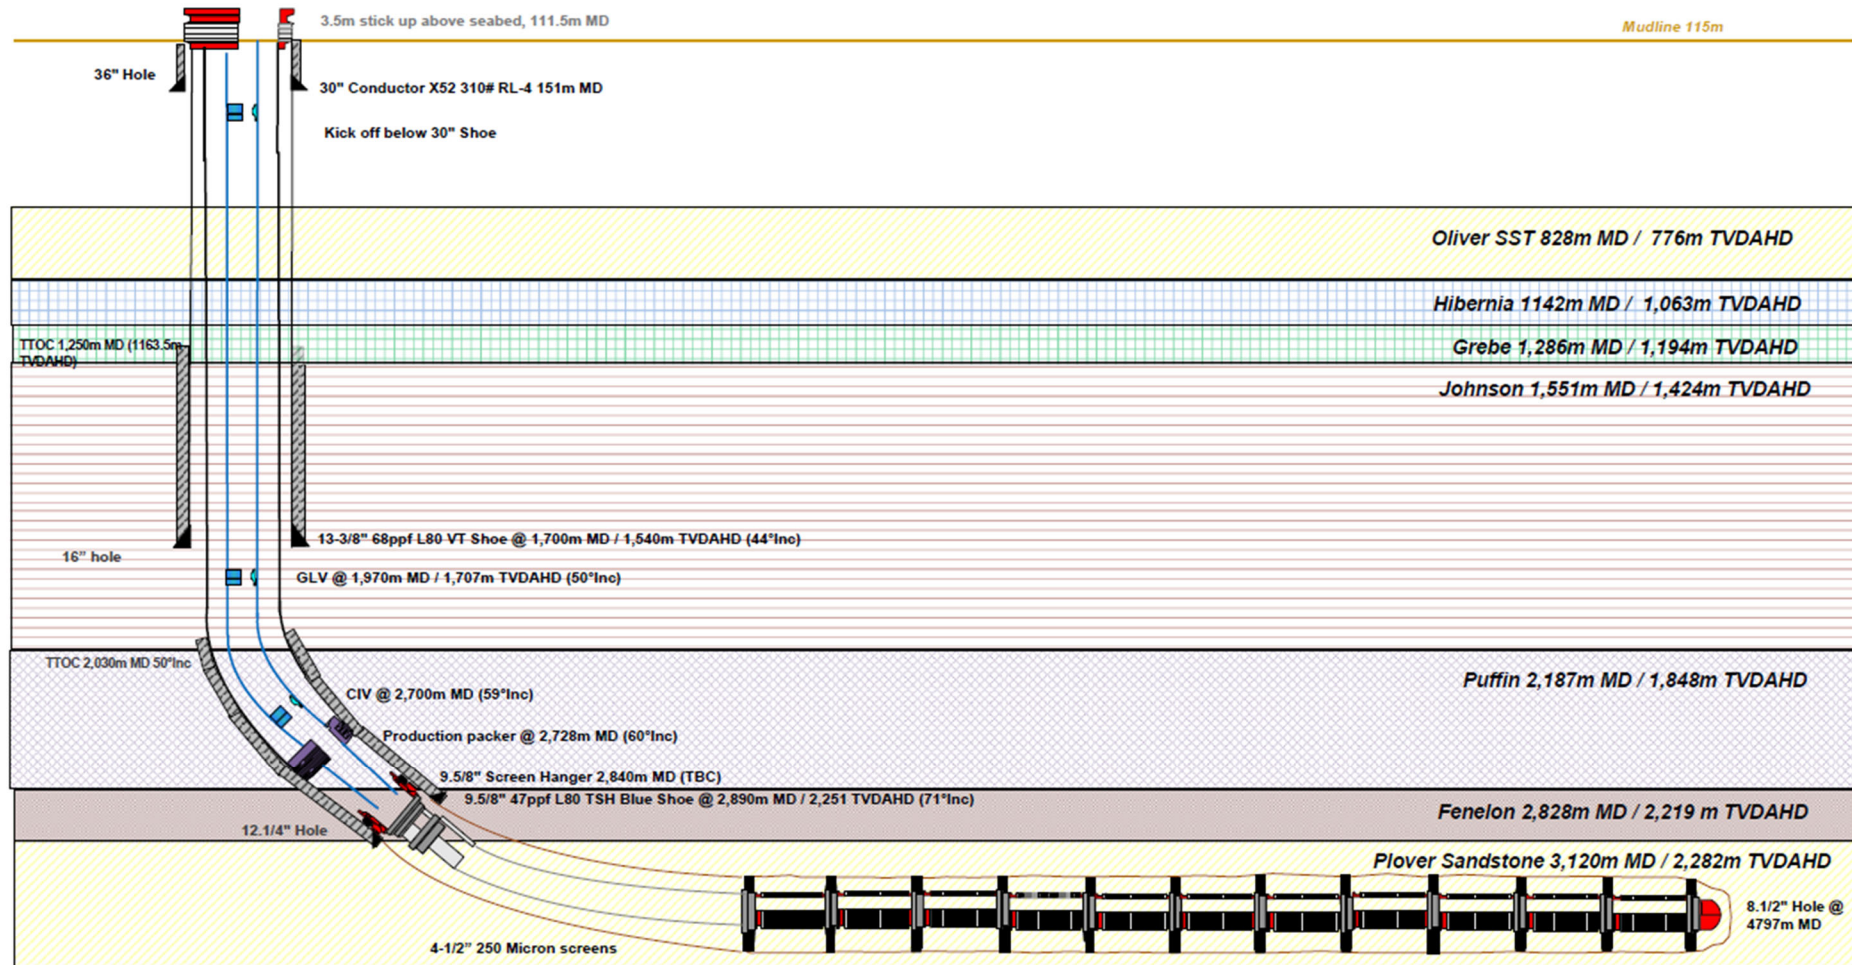 3.5m stick up above seabed, 111.5m MD
Mudline 115m
36" Hole
30" Conductor X52 310# RL-4 151m MD
Kick off below 30" Shoe
Oliver SST 828m MD / 776m TVDAHD
Hibernia 1142m MD / 1,063m TVDAHD
TTOC 1,250m MD (1163.5m
TVDAHD)
Grebe 1,286m MD / 1,194m TVDAHD
Johnson 1,551m MD / 1,424m TVDAHD
13-3/8" 68ppf L80 VT Shoe @ 1,700m MD / 1,540m TVDAHD (44°Inc)
16" hole
GLV @ 1,970m MD / 1,707m TVDAHD (50°Inc)
TTOC 2,030m MD 50°Inc
Puffin 2,187m MD / 1,848m TVDAHD
CIV @ 2,700m MD (59°Inc)
Production packer @ 2,728m MD (60°Inc)
9.5/8" Screen Hanger 2,840m MD (TBC)
9.5/8" 47ppf L80 TSH Blue Shoe @ 2,890m MD / 2,251 TVDAHD (71°Inc)
Fenelon 2,828m MD / 2,219 m TVDAHD
12.1/4" Hole
Plover Sandstone 3,120m MD / 2,282m TVDAHD
8.1/2" Hole @
4797m MD
4-1/2" 250 Micron screens